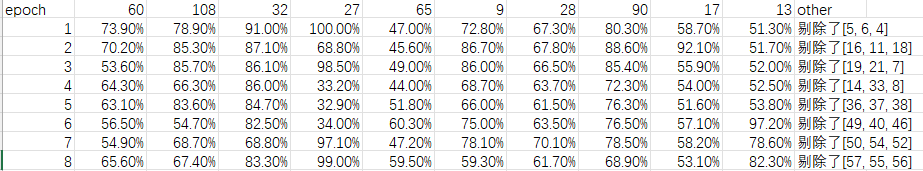 epoch 60 108 32 27 65 9 28 90 17 13 other
1 73.90% 78.90% 91.00% 100.00% 47.00% 72.80% 67.30% 80.30% 58.70% 51.30% 剔除了[5, 6, 4]
2 70.20% 85.30% 87.10% 68.80% 45.60% 86.70% 67.80% 88.60% 92.10% 51.70% 剔除了[16, 11, 18]
3 53.60% 85.70% 86.10% 98.50% 49.00% 86.00% 66.50% 85.40% 55.90% 52.00% 剔除了[19, 21, 7]
4 64.30% 66.30% 86.00% 33.20% 44.00% 68.70% 63.70% 72.30% 54.00% 52.50% 剔除了[14, 33, 8]
5 63.10% 83.60% 84.70% 32.90% 51.80% 66.00% 61.50% 76.30% 51.60% 53.80% 剔除了[36, 37, 38]
6 56.50% 54.70% 82.50% 34.00% 60.30% 75.00% 63.50% 76.50% 57.10% 97.20% 剔除了[49, 40, 46]
7 54.90% 68.70% 68.80% 97.10% 47.20% 78.10% 70.10% 78.50% 58.20% 78.60% 剔除了[50, 54, 52]
8 65.60% 67.40% 83.30% 99.00% 59.50% 59.30% 61.70% 68.90% 53.10% 82.30% 剔除了[57, 55, 56]